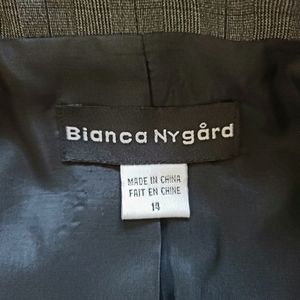 Bianca Nygård
MADE IN CHINA
FAIT EN CHINE
14